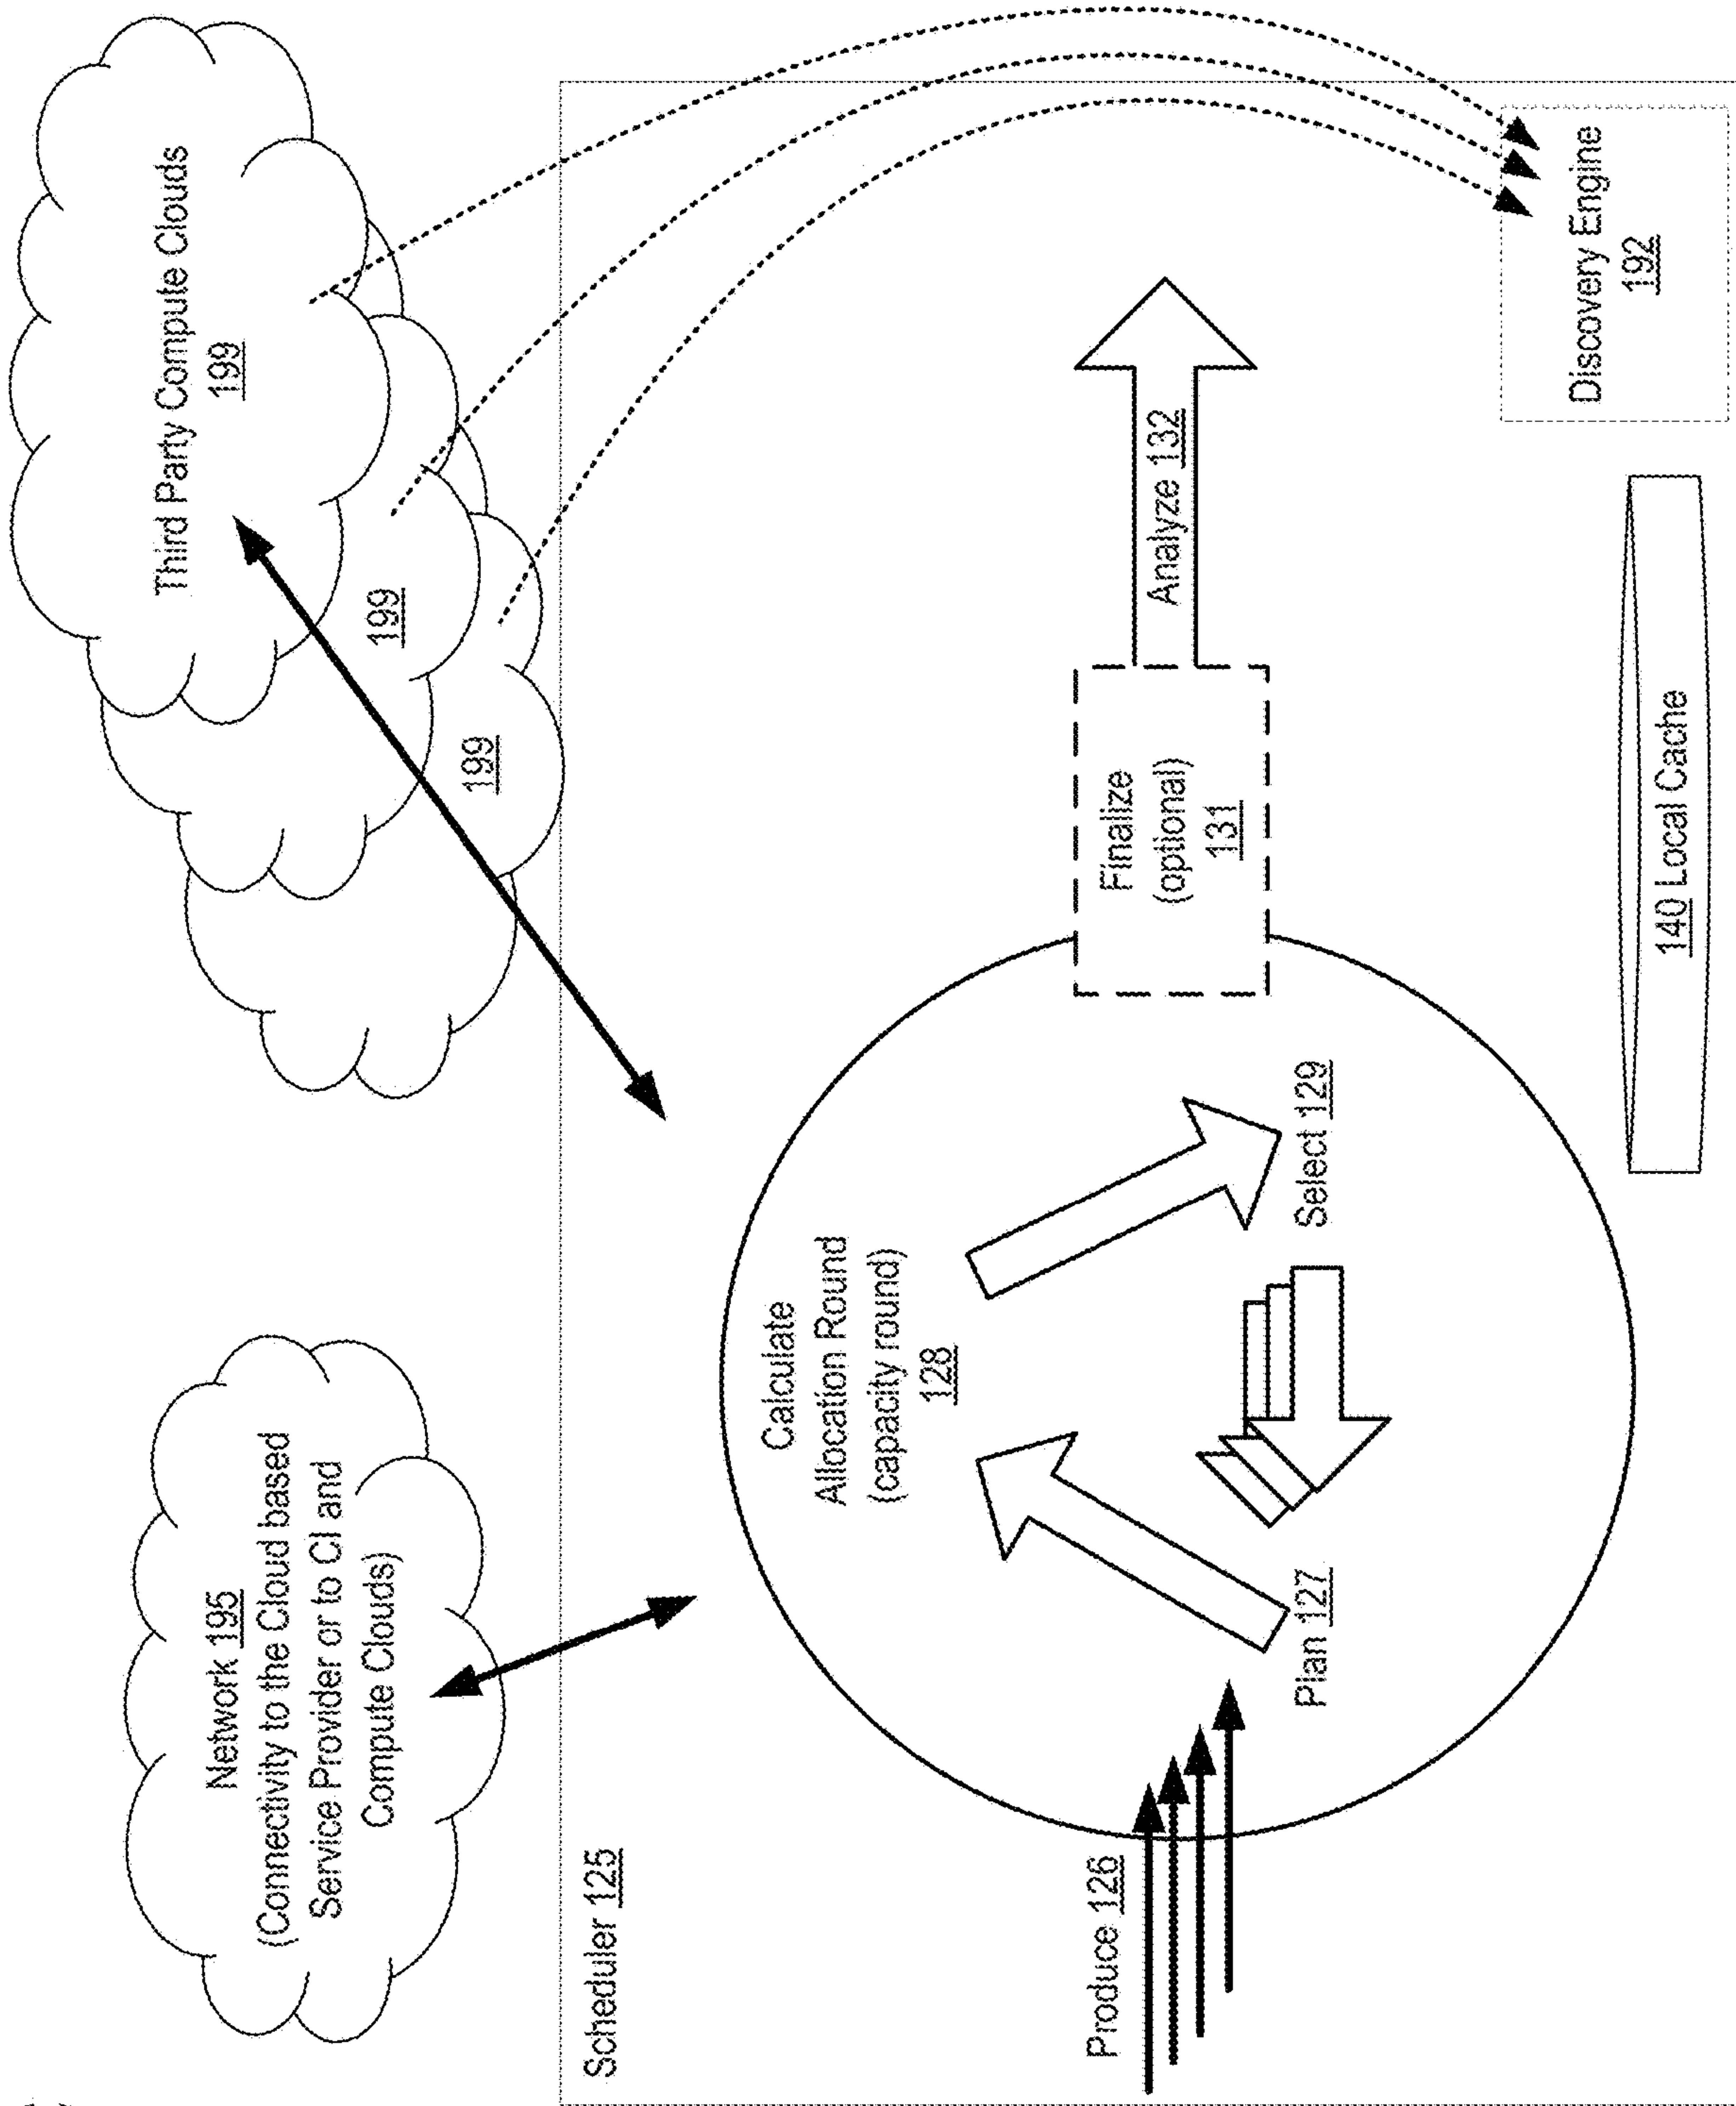 Network 195
(Connectivity to the Cloud based
Service Provider or to CI and
Compute Clouds)
Third Party Compute Clouds
199
199
199
Scheduler 125
Calculate
Allocation Round
(capacity round)
128
Produce 126
Plan 127
Select 129
Finalize
(optional)
131
Analyze 132
140 Local Cache
Discovery Engine
192